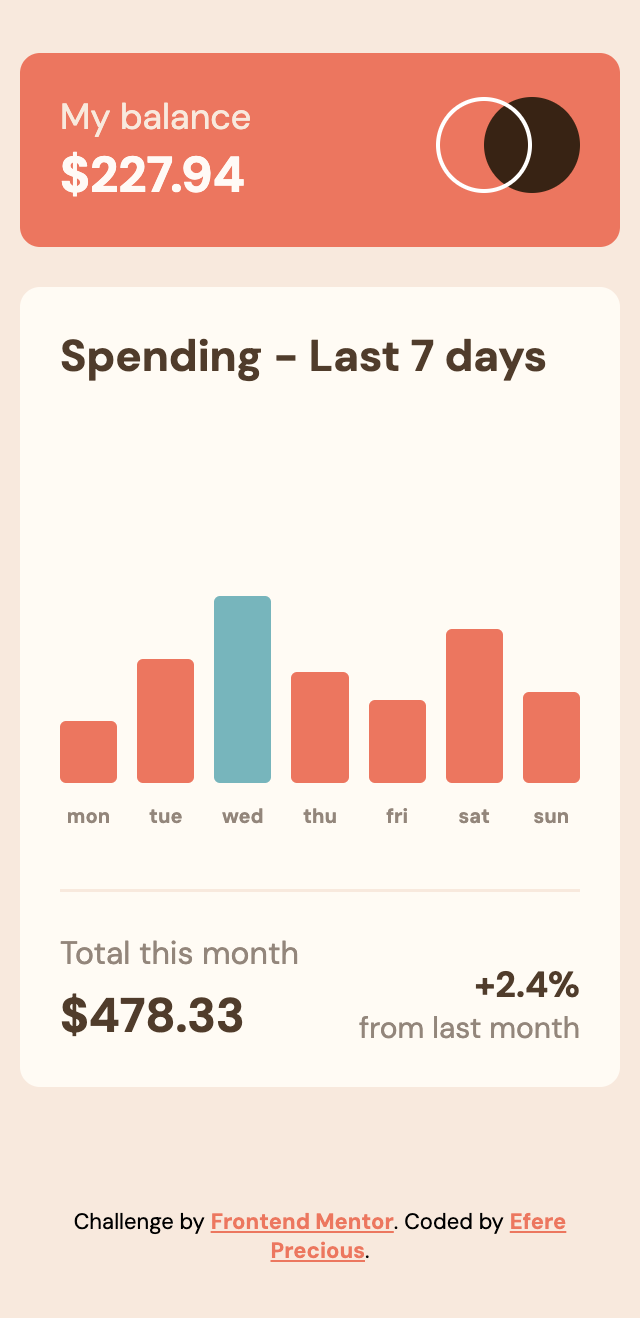 My balance
$227.94
Spending - Last 7 days
mon tue wed thu fri sat sun
Total this month
$478.33
+2.4%
from last month
Challenge by Frontend Mentor. Coded by Efere
Precious.